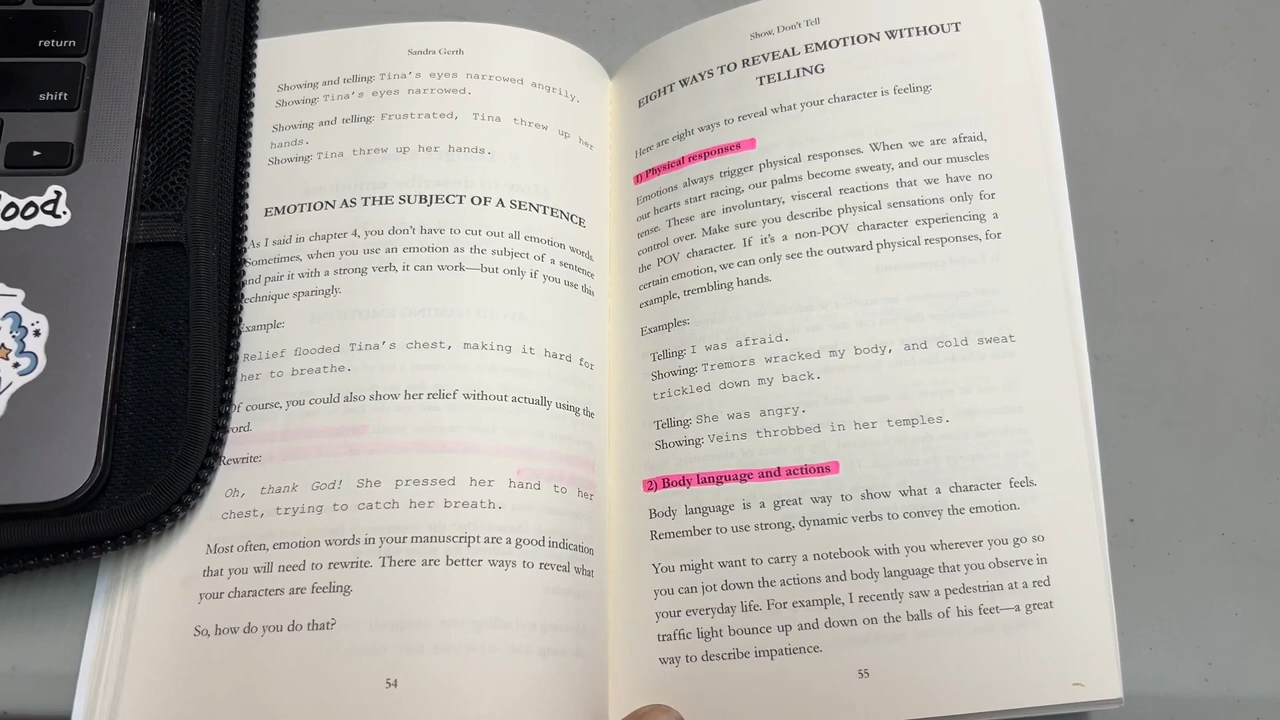 return
shift
ood.
Sandra Gerth
Showing and telling: Tina's eyes narrowed angrily.
Showing: Tina's eyes narrowed.
Showing and telling: Frustrated, Tina threw up her
hands.
Showing: Tina threw up her hands.
EMOTION AS THE SUBJECT OF A SENTENCE
As I said in chapter 4, you don't have to cut out all emotion words.
Sometimes, when you use an emotion as the subject of a sentence
and pair it with a strong verb, it can work—but only if you use this
echnique sparingly.
Example:
Relief flooded Tina's chest, making it hard for
her to breathe.
Of course, you could also show her relief without actually using the
word.
Rewrite:
Oh, thank God! She pressed her hand to her
chest, trying to catch her breath.
Most often, emotion words in your manuscript are a good indication
that you will need to rewrite. There are better ways to reveal what
your characters are feeling.
So, how do you do that?
54
Show, Don't Tell
EIGHT WAYS TO REVEAL EMOTION WITHOUT
TELLING
Here are eight ways to reveal what your character is feeling:
1) Physical responses
Emotions always trigger physical responses. When we are afraid,
our hearts start racing, our palms become sweaty, and our muscles
tense. These are involuntary, visceral reactions that we have no
control over. Make sure you describe physical sensations only for
the POV character. If it's a non-POV character experiencing a
certain emotion, we can only see the outward physical responses, for
example, trembling hands.
Examples:
Telling: I was afraid.
Showing: Tremors wracked my body, and cold sweat
trickled down my back.
Telling: She was angry.
Showing: Veins throbbed in her temples.
2) Body language and actions
Body language is a great way to show what a character feels.
Remember to use strong, dynamic verbs to convey the emotion.
You might want to carry a notebook with you wherever you go so
you can jot down the actions and body language that you observe in
your everyday life. For example, I recently saw a pedestrian at a red
traffic light bounce up and down on the balls of his feet—a great
way to describe impatience.
55